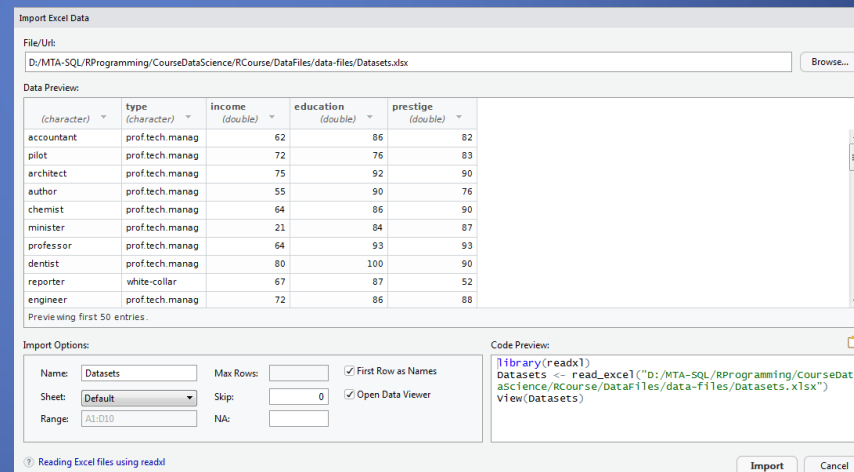 Import Excel Data
File/Url:
D:/MTA-SQL/RProgramming/CourseDataScience/RCourse/DataFiles/data-files/Datasets.xlsx
Browse...
Data Preview:
type income education prestige
(character) (character) (double) (double) (double)
accountant prof.tech.manag 62 86 82
pilot prof.tech.manag 72 76 83
architect prof.tech.manag 75 92 90
author prof.tech.manag 55 90 76
chemist prof.tech.manag 64 86 90
minister prof.tech.manag 21 84 87
professor prof.tech.manag 64 93 93
dentist prof.tech.manag 80 100 90
reporter white-collar 67 87 52
engineer prof.tech.manag 72 86 88
Previewing first 50 entries.
Import Options:
Name: Datasets Max Rows: First Row as Names
Sheet: Default Skip: 0 Open Data Viewer
Range: A1:D10 NA:
Code Preview:
library(readxl)
Datasets <- read_excel("D:/MTA-SQL/RProgramming/CourseDat
aScience/RCourse/DataFiles/data-files/Datasets.xlsx")
View(Datasets)
? Reading Excel files using readxl
Import Cancel